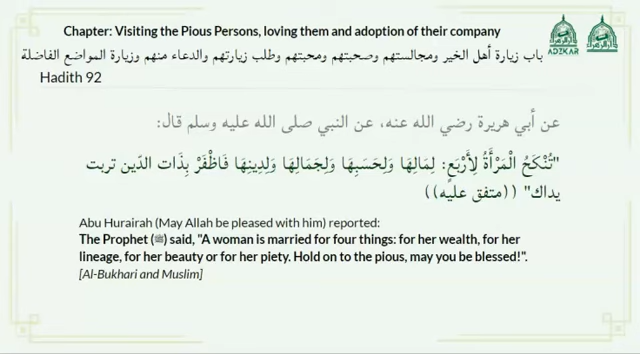 Chapter: Visiting the Pious Persons, loving them and adoption of their company
باب زيارة أهل الخير ومجالستهم وصحبتهم ومحبتهم وطلب زيارتهم والدعاء منهم وزيارة المواضع الفاضلة
ADZEKAR
Hadith 92
عن أبي هريرة رضي الله عنه، عن النبي صلى الله عليه وسلم قال:
"تُنْكَحُ الْمَرْأَةُ لِأَرْبَعٍ: لِمَالِهَا وَلِحَسَبِهَا وَلِجَمَالِهَا وَلِدِينِهَا فَاظْفَرْ بِذَات الدّين تربت
يداك" ((متفق عليه))
Abu Hurairah (May Allah be pleased with him) reported:
The Prophet (ﷺ) said, "A woman is married for four things: for her wealth, for her
lineage, for her beauty or for her piety. Hold on to the pious, may you be blessed!".
[Al-Bukhari and Muslim]